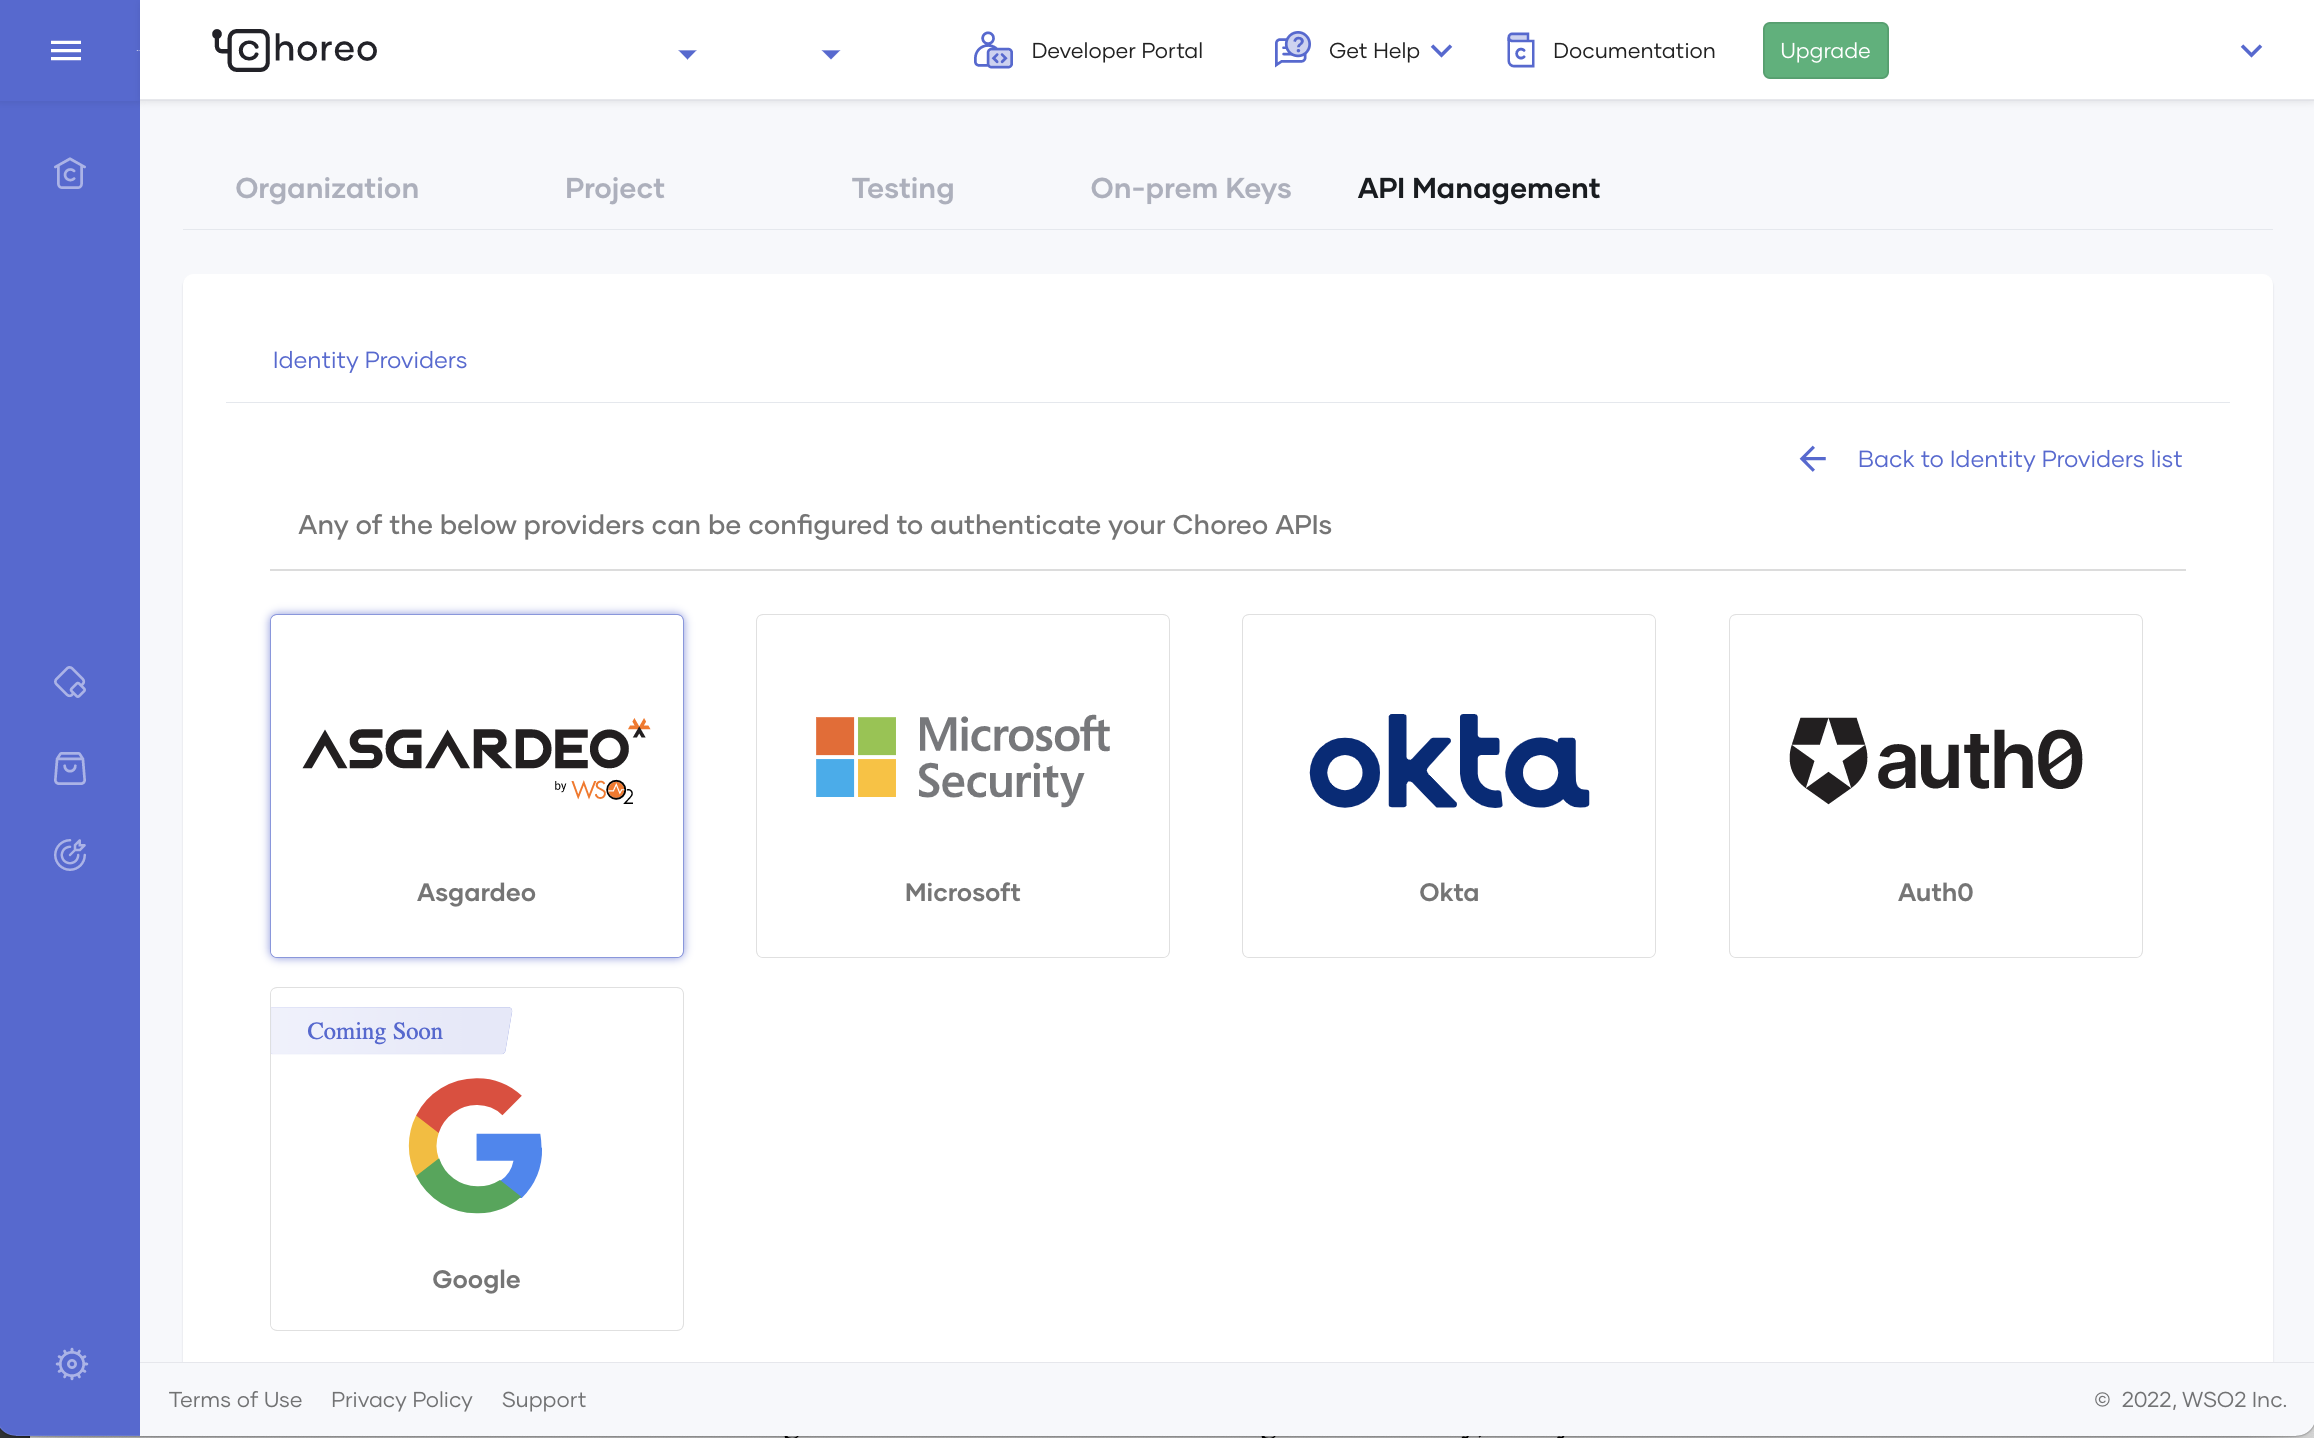 Choreo
Developer Portal
Get Help
Documentation
Upgrade
Organization
Project
Testing
On-prem Keys
API Management
Identity Providers
Back to Identity Providers list
Any of the below providers can be configured to authenticate your Choreo APIs
ASGARDEO
by WSO2
Asgardeo
Microsoft
Security
Microsoft
okta
Okta
auth0
Auth0
Coming Soon
Google
Terms of Use
Privacy Policy
Support
© 2022, WSO2 Inc.